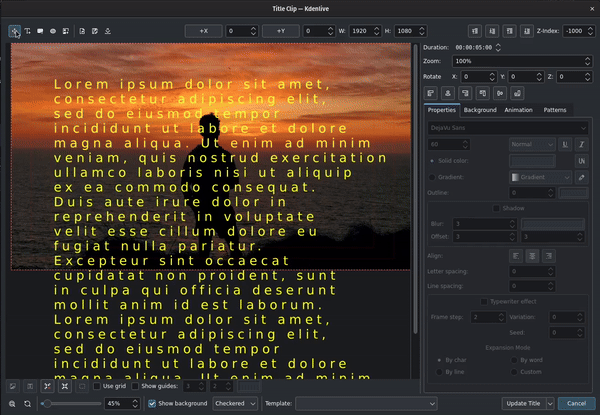 Title Clip — Kdenlive
+X 0 +Y 0 W: 1920 H: 1080 Z-Index: -1000
Duration: 00:00:05:00
Zoom: 100%
Rotate X: 0 Y: 0 Z: 0
Properties Background Animation Patterns
DejaVu Sans
60 Normal U I
Solid color:
Gradient: Gradient
Outline: 0
Shadow
Blur: 3
Offset: 3 5
Align:
Letter spacing: 0
Line spacing: 0
Typewriter effect
Frame step: 2 Variation: 0
Seed: 0
Expansion Mode
By char By word
By line Custom
Lorem ipsum dolor sit amet,
consectetur adipiscing elit,
sed do eiusmod tempor
incididunt ut labore et dolore
magna aliqua. Ut enim ad minim
veniam, quis nostrud exercitation
ullamco laboris nisi ut aliquip
ex ea commodo consequat.
Duis aute irure dolor in
reprehenderit in voluptate
velit esse cillum dolore eu
fugiat nulla pariatur.
Excepteur sint occaecat
cupidatat non proident, sunt
in culpa qui officia deserunt
mollit anim id est laborum.
Lorem ipsum dolor sit amet,
consectetur adipiscing elit,
sed do eiusmod tempor
incididunt ut labore et dolore
magna aliqua. Ut enim ad minim
Use grid Show guides:
45% Show background Checkered Template: Update Title Cancel